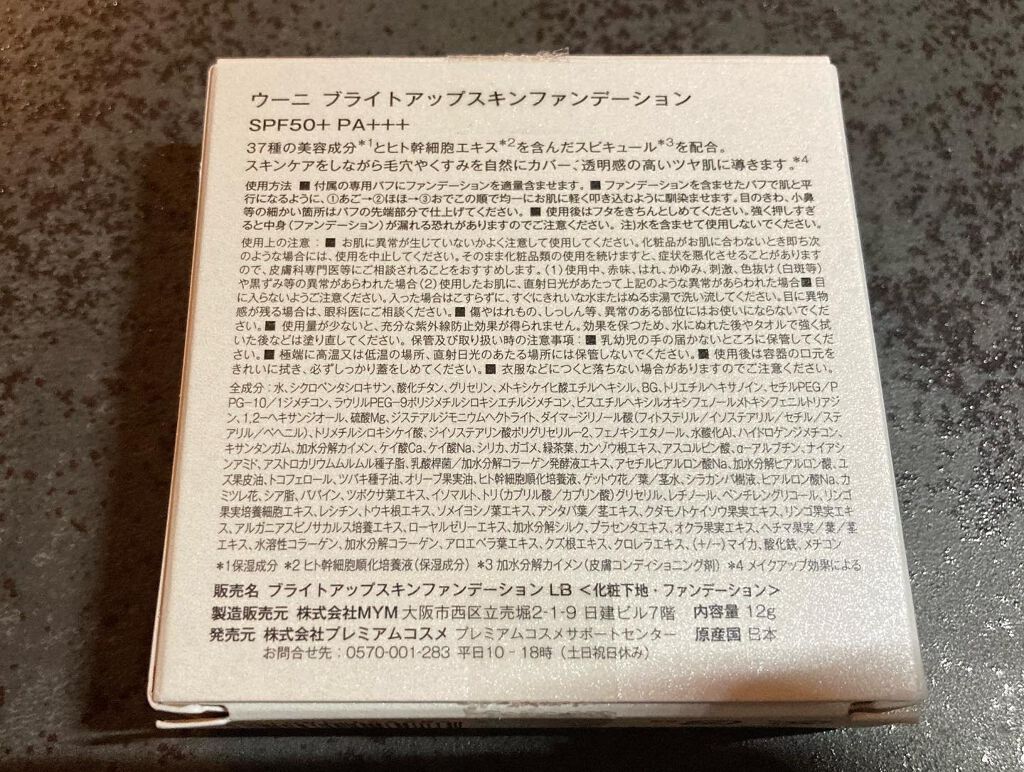 ウーニ ブライトアップスキンファンデーション
SPF50+ PA+++
37種の美容成分*1とヒト幹細胞エキス*2を含んだスピキュール*3を配合。
スキンケアをしながら毛穴やくすみを自然にカバー、透明感の高いツヤ肌に導きます。*4
使用方法 ■ 付属の専用パフにファンデーションを適量含ませます。■ ファンデーションを含ませたパフで肌と平
行になるように、①あご→②ほほ→③おでこの順で均一にお肌に軽く叩き込むように馴染ませます。目のきわ、小鼻
等の細かい箇所はパフの先端部分で仕上げてください。■ 使用後はフタをきちんとしめてください。強く押しすぎ
ると中身(ファンデーション)が漏れる恐れがありますのでご注意ください。注)水を含ませて使用しないでください。
使用上の注意：■ お肌に異常が生じていないかよく注意して使用してください。化粧品がお肌に合わないとき即ち次
のような場合には、使用を中止してください。そのまま化粧品類の使用を続けますと、症状を悪化させることがあります
ので、皮膚科専門医等にご相談されることをおすすめします。(1)使用中、赤味、はれ、かゆみ、刺激、色抜け(白斑等)
や黒ずみ等の異常があらわれた場合(2)使用したお肌に、直射日光があたって上記のような異常があらわれた場合■ 目
に入らないようご注意ください。入った場合はこすらずに、すぐにきれいな水またはぬるま湯で洗い流してください。目に異物
感が残る場合は、眼科医にご相談ください。■ 傷やはれもの、しっしん等、異常のある部位にはお使いにならないでくだ
さい。■ 使用量が少ないと、充分な紫外線防止効果が得られません。効果を保つため、水にぬれた後やタオルで強く拭
いた後などは塗り直してください。保管及び取り扱い時の注意事項：■ 乳幼児の手の届かないところに保管してくだ
さい。■ 極端に高温又は低温の場所、直射日光のあたる場所には保管しないでください。■ 使用後は容器の口元を
きれいに拭き、必ずしっかり蓋をしめてください。■ 衣服などにつくと落ちない場合がありますのでご注意ください。
全成分：水、シクロペンタシロキサン、酸化チタン、グリセリン、メトキシケイヒ酸エチルヘキシル、BG、トリエチルヘキサノイン、セチルPEG/P
PG-10/1ジメチコン、ラウリルPEG-9ポリジメチルシロキシエチルジメチコン、ビスエチルヘキシルオキシフェノールメトキシフェニルトリアジ
ン、1,2-ヘキサンジオール、硫酸Mg、ジステアルジモニウムヘクトライト、ダイマージリノール酸(フィトステリル/イソステアリル/セチル/ステ
アリル/ベヘニル)、トリメチルシロキシケイ酸、ジイソステアリン酸ポリグリセリル-2、フェノキシエタノール、水酸化Al、ハイドロゲンジメチコン、
キサンタンガム、加水分解カイメン、ケイ酸Ca、ケイ酸Na、シリカ、ガゴメ、緑茶葉、カンゾウ根エキス、アスコルビン酸、α-アルブチン、ナイアシ
ンアミド、アストロカリウムムルムル種子脂、乳酸桿菌/加水分解コラーゲン発酵液エキス、アセチルヒアルロン酸Na、加水分解ヒアルロン酸、ユ
ズ果皮油、トコフェロール、ツバキ種子油、オリーブ果実油、ヒト幹細胞順化培養液、ゲットウ花/葉/茎水、シラカンバ樹液、ヒアルロン酸Na、カ
ミツレ花、シア脂、パパイン、ツボクサ葉エキス、イソマルト、トリ(カプリル酸/カプリン酸)グリセリル、レチノール、ペンチレングリコール、リンゴ
果実培養細胞エキス、レシチン、トウキ根エキス、ソメイヨシノ葉エキス、アシタバ葉/茎エキス、クダモノトケイソウ果実エキス、リンゴ果実エキ
ス、アルガニアスピノサカルス培養エキス、ローヤルゼリーエキス、加水分解シルク、プラセンタエキス、オクラ果実エキス、ヘチマ果実/葉/茎
エキス、水溶性コラーゲン、加水分解コラーゲン、アロエベラ葉エキス、クズ根エキス、クロレラエキス、(+/-)マイカ、酸化鉄、メチコン
*1保湿成分 *2ヒト幹細胞順化培養液(保湿成分) *3 加水分解カイメン(皮膚コンディショニング剤) *4 メイクアップ効果による
販売名 ブライトアップスキンファンデーション LB <化粧下地・ファンデーション>
製造販売元 株式会社MYM 大阪市西区立売堀2-1-9 日建ビル7階 内容量 12g
発売元 株式会社プレミアムコスメ プレミアムコスメサポートセンター 原産国 日本
お問合せ先：0570-001-283 平日10‐18時(土日祝日休み)